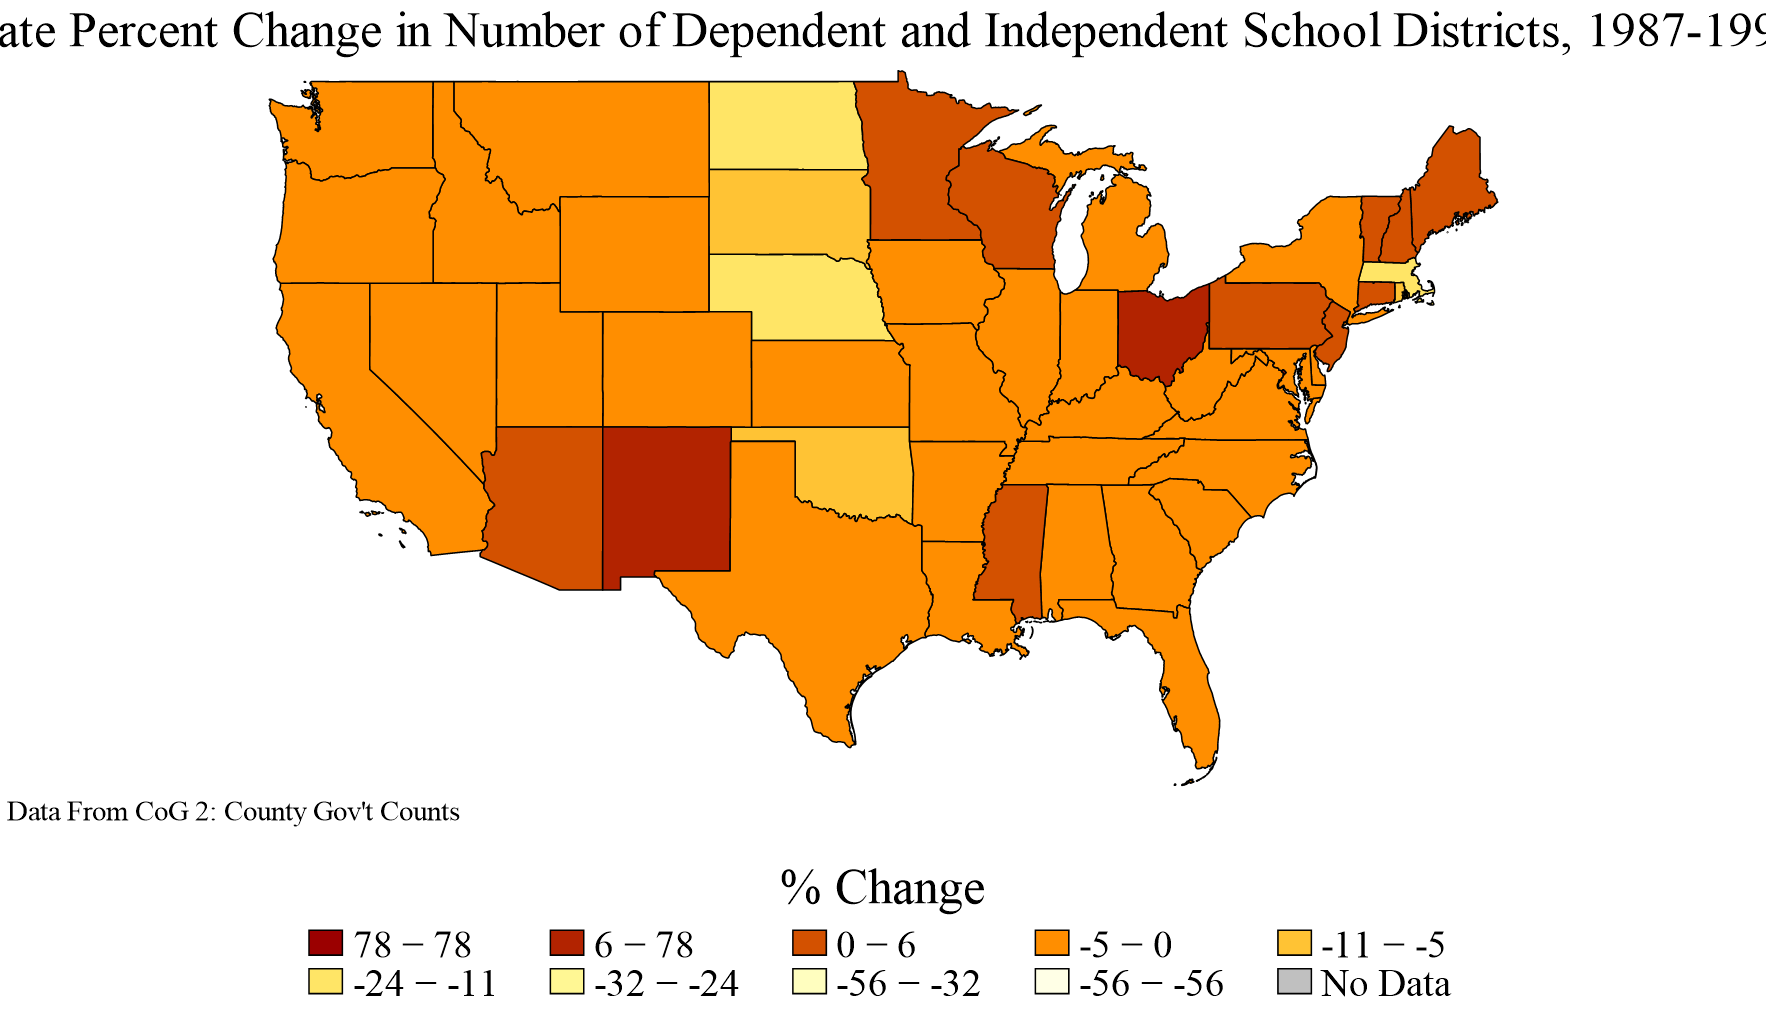 ate Percent Change in Number of Dependent and Independent School Districts, 1987-199
Data From CoG 2: County Gov't Counts
% Change
78 – 78 6 – 78 0 – 6 -5 – 0 -11 – -5
-24 – -11 -32 – -24 -56 – -32 -56 – -56 No Data